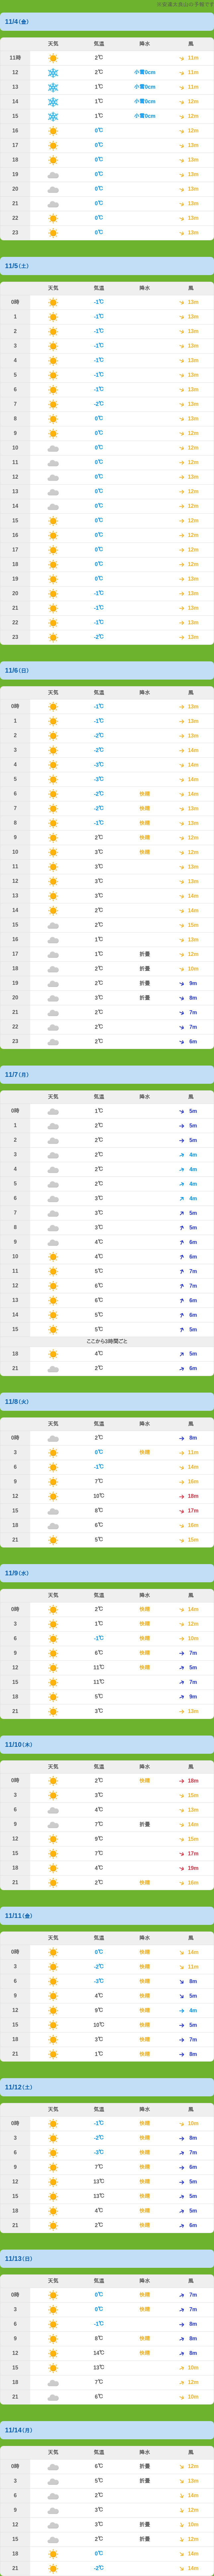 11/4(金)
天気 気温 降水 風
11時 2℃ 11m
12 2℃ 小雪0cm 11m
13 1℃ 小雪0cm 11m
14 1℃ 小雪0cm 12m
15 1℃ 小雪0cm 12m
16 0℃ 12m
17 0℃ 13m
18 0℃ 13m
19 0℃ 13m
20 0℃ 13m
21 0℃ 13m
22 0℃ 13m
23 0℃ 13m
11/5(土)
天気 気温 降水 風
0時 -1℃ 13m
1 -1℃ 13m
2 -1℃ 13m
3 -1℃ 13m
4 -1℃ 13m
5 -1℃ 13m
6 -1℃ 13m
7 -2℃ 13m
8 0℃ 13m
9 0℃ 12m
10 0℃ 12m
11 0℃ 12m
12 0℃ 13m
13 0℃ 12m
14 0℃ 12m
15 0℃ 12m
16 0℃ 12m
17 0℃ 12m
18 0℃ 12m
19 0℃ 13m
20 -1℃ 13m
21 -1℃ 13m
22 -1℃ 13m
23 -2℃ 13m
11/6(日)
天気 気温 降水 風
0時 -1℃ 13m
1 -1℃ 13m
2 -2℃ 13m
3 -2℃ 14m
4 -3℃ 14m
5 -3℃ 14m
6 -2℃ 快晴 14m
7 -2℃ 快晴 13m
8 -1℃ 快晴 13m
9 2℃ 快晴 12m
10 3℃ 快晴 12m
11 3℃ 13m
12 3℃ 13m
13 3℃ 14m
14 2℃ 14m
15 2℃ 15m
16 1℃ 13m
17 1℃ 折畳 12m
18 2℃ 折畳 10m
19 2℃ 折畳 9m
20 3℃ 折畳 8m
21 2℃ 7m
22 2℃ 7m
23 2℃ 6m
11/7(月)
天気 気温 降水 風
0時 1℃ 5m
1 2℃ 5m
2 2℃ 5m
3 2℃ 4m
4 2℃ 4m
5 2℃ 4m
6 3℃ 4m
7 3℃ 5m
8 3℃ 5m
9 4℃ 6m
10 4℃ 6m
11 5℃ 7m
12 6℃ 7m
13 6℃ 6m
14 5℃ 6m
15 5℃ 5m
ここから3時間ごと
18 4℃ 5m
21 2℃ 6m
11/8(火)
天気 気温 降水 風
0時 2℃ 8m
3 0℃ 快晴 11m
6 -1℃ 14m
9 7℃ 16m
12 10℃ 18m
15 8℃ 17m
18 6℃ 16m
21 5℃ 15m
11/9(水)
天気 気温 降水 風
0時 2℃ 快晴 14m
3 1℃ 快晴 12m
6 -1℃ 快晴 10m
9 6℃ 快晴 7m
12 11℃ 快晴 5m
15 11℃ 7m
18 5℃ 9m
21 3℃ 13m
11/10(木)
天気 気温 降水 風
0時 2℃ 快晴 18m
3 3℃ 15m
6 4℃ 13m
9 7℃ 折畳 14m
12 9℃ 15m
15 7℃ 17m
18 4℃ 19m
21 2℃ 快晴 16m
11/11(金)
天気 気温 降水 風
0時 0℃ 快晴 14m
3 -2℃ 快晴 11m
6 -3℃ 快晴 8m
9 4℃ 快晴 5m
12 9℃ 快晴 4m
15 10℃ 快晴 5m
18 3℃ 快晴 7m
21 1℃ 快晴 8m
11/12(土)
天気 気温 降水 風
0時 -1℃ 快晴 10m
3 -2℃ 快晴 8m
6 -3℃ 快晴 7m
9 7℃ 快晴 6m
12 13℃ 快晴 5m
15 13℃ 快晴 5m
18 4℃ 快晴 5m
21 2℃ 快晴 6m
11/13(日)
天気 気温 降水 風
0時 0℃ 快晴 7m
3 0℃ 快晴 7m
6 -1℃ 8m
9 8℃ 快晴 8m
12 14℃ 快晴 8m
15 13℃ 10m
18 7℃ 12m
21 6℃ 10m
11/14(月)
天気 気温 降水 風
0時 6℃ 折畳 12m
3 5℃ 折畳 13m
6 2℃ 14m
9 3℃ 12m
12 3℃ 折畳 10m
15 2℃ 折畳 12m
18 0℃ 14m
21 -2℃ 14m